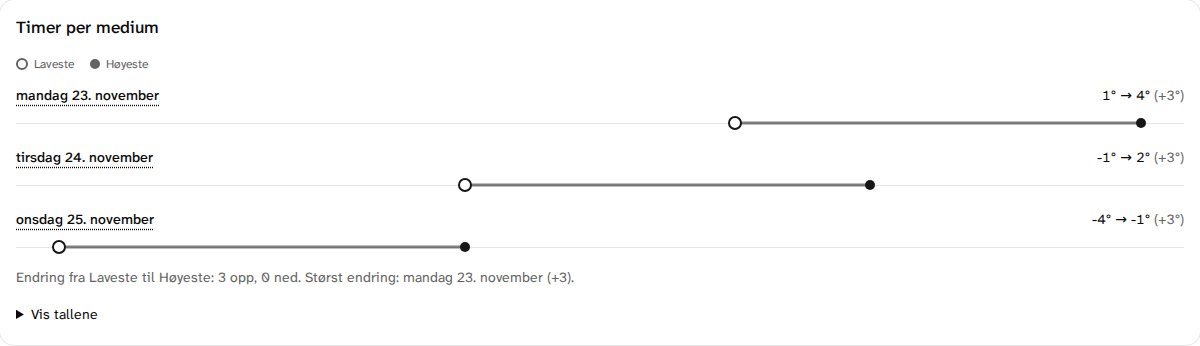 Timer per medium
Laveste Høyeste
mandag 23. november 1° → 4° (+3°)
tirsdag 24. november -1° → 2° (+3°)
onsdag 25. november -4° → -1° (+3°)
Endring fra Laveste til Høyeste: 3 opp, 0 ned. Størst endring: mandag 23. november (+3).
▶ Vis tallene